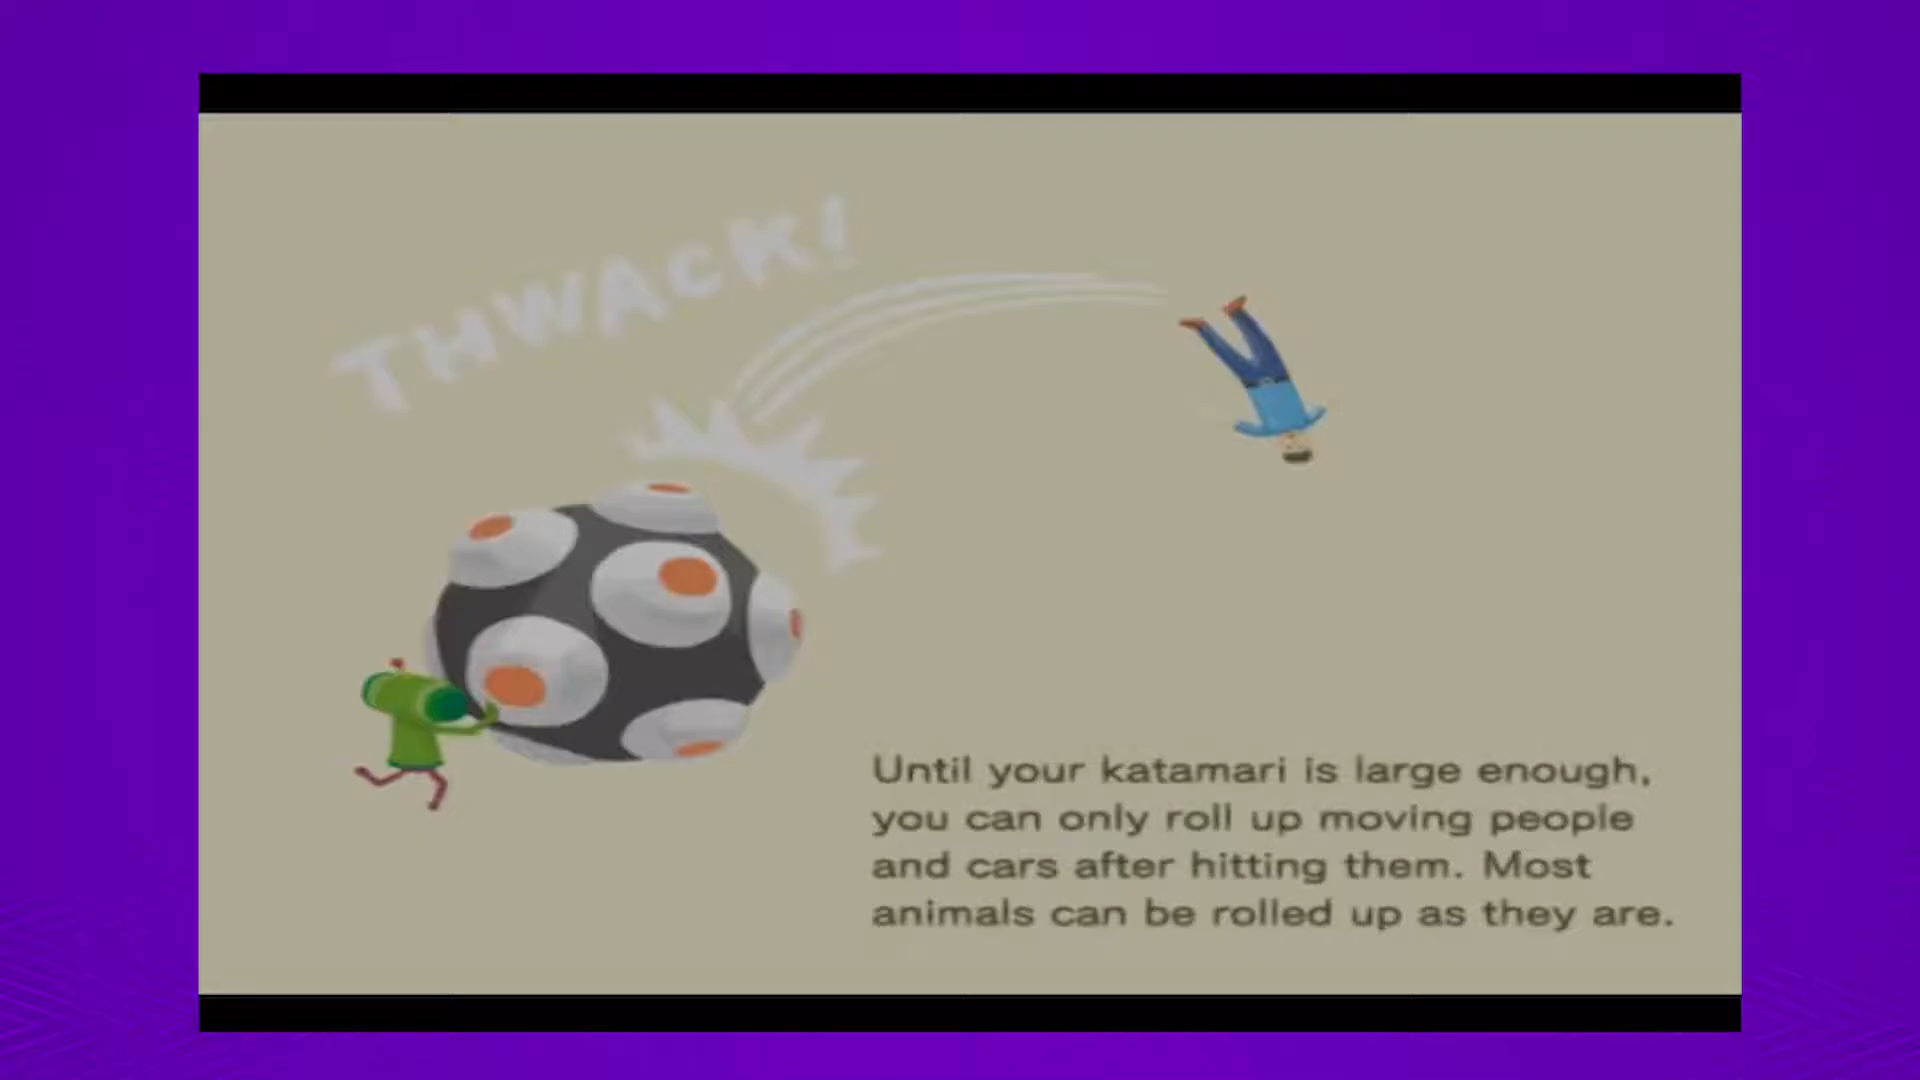 THWACK!
Until your katamari is large enough,
you can only roll up moving people
and cars after hitting them. Most
animals can be rolled up as they are.